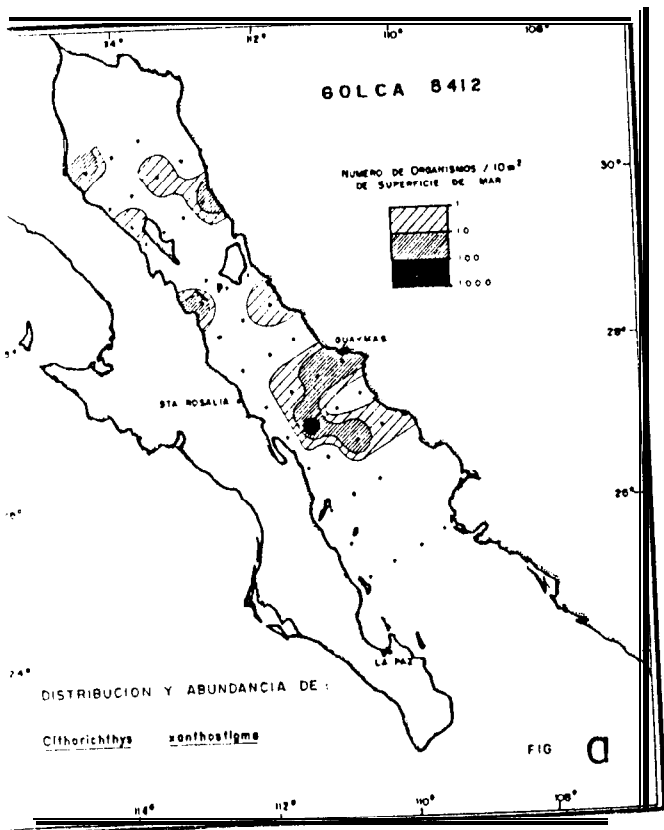 114° 112° 110° 108°
GOLCA 8412
NUMERO DE ORGANISMOS / 10 m²
DE SUPERFICIE DE MAR
1
10
100
1000
30°
28°
GUAYMAS
STA ROSALIA
26°
24°
LA PAZ
DISTRIBUCION Y ABUNDANCIA DE :
Citharichthys xanthostigma
FIG a
114° 112° 110° 108°